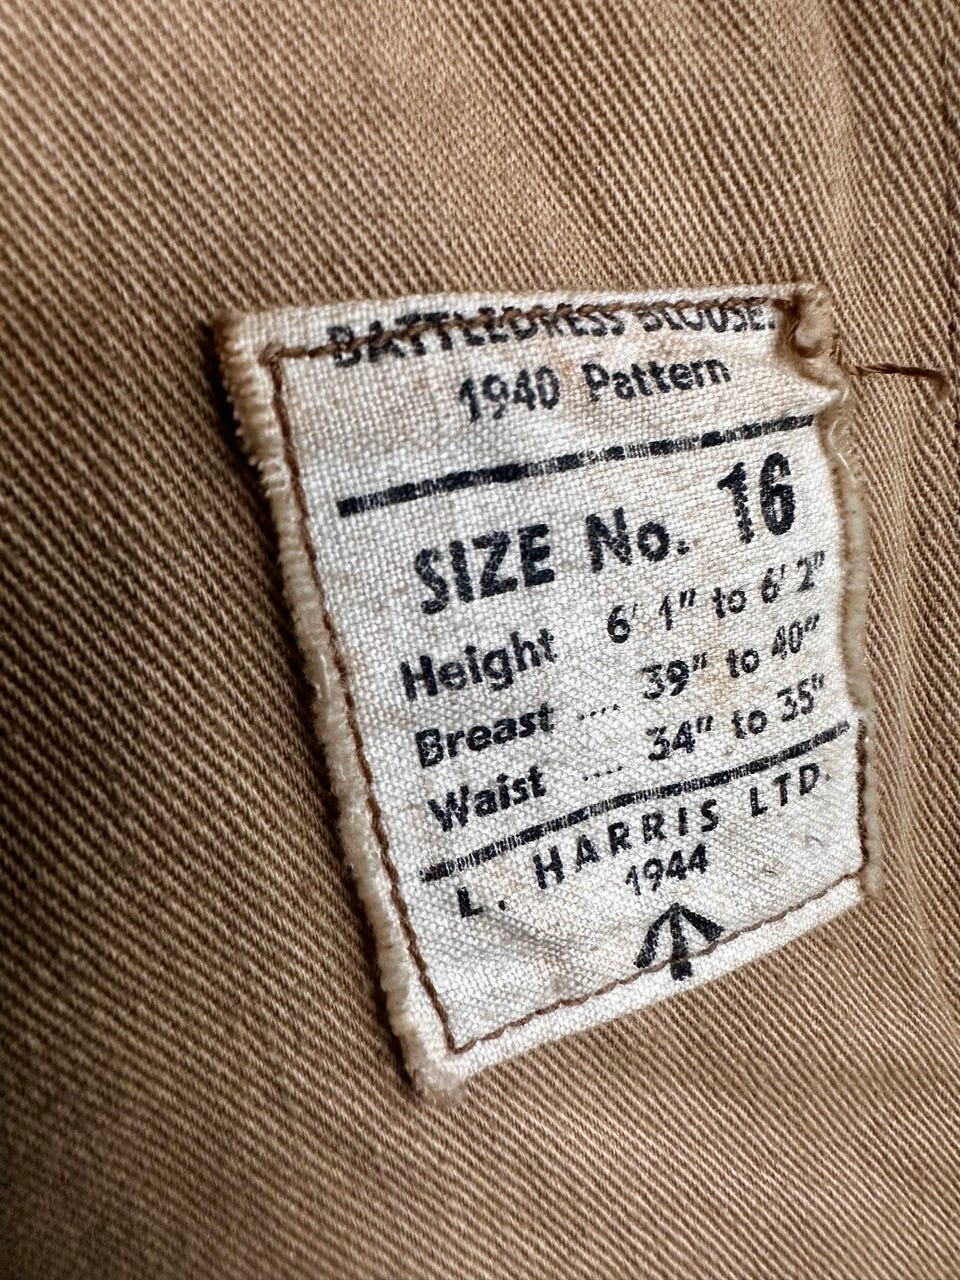 BATTLEDRESS BLOUSE.
1940 Pattern
SIZE No. 16
Height 6' 1" to 6' 2"
Breast .... 39" to 40"
Waist .... 34" to 35"
L. HARRIS LTD.
1944